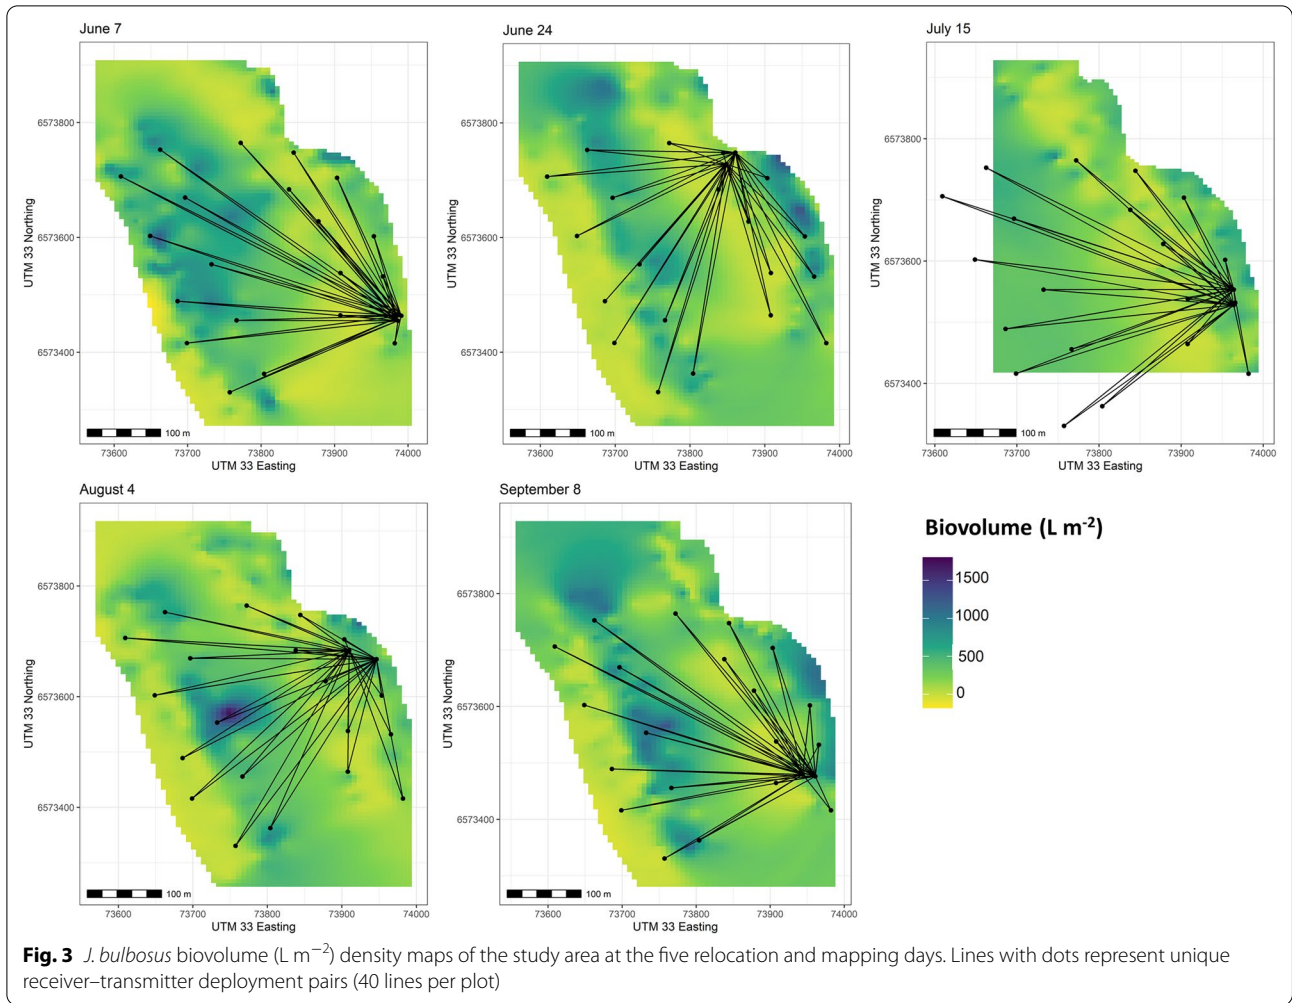 June 7
UTM 33 Northing
6573800
6573600
6573400
100 m
73600 73700 73800 73900 74000
UTM 33 Easting
June 24
UTM 33 Northing
6573800
6573600
6573400
100 m
73600 73700 73800 73900 74000
UTM 33 Easting
July 15
UTM 33 Northing
6573800
6573600
6573400
100 m
73600 73700 73800 73900 74000
UTM 33 Easting
August 4
UTM 33 Northing
6573800
6573600
6573400
100 m
73600 73700 73800 73900 74000
UTM 33 Easting
September 8
UTM 33 Northing
6573800
6573600
6573400
100 m
73600 73700 73800 73900 74000
UTM 33 Easting
Biovolume (L m⁻²)
1500
1000
500
0
Fig. 3 J. bulbosus biovolume (L m⁻²) density maps of the study area at the five relocation and mapping days. Lines with dots represent unique
receiver–transmitter deployment pairs (40 lines per plot)